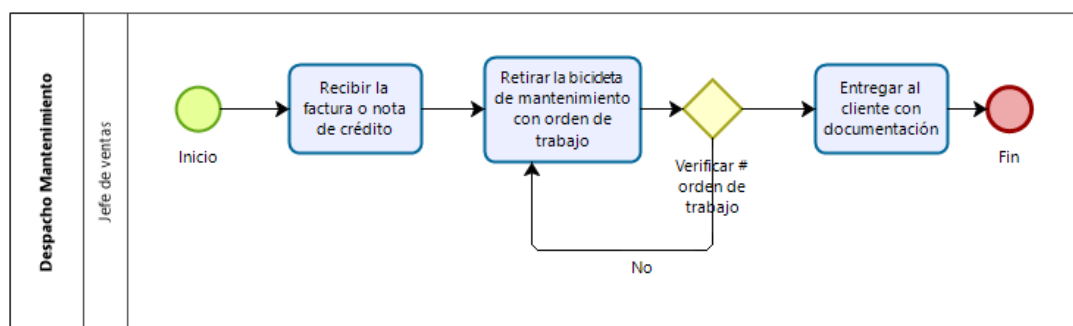 Despacho Mantenimiento
Jefe de ventas
Inicio
Recibir la
factura o nota
de crédito
Retirar la bicicleta
de mantenimiento
con orden de
trabajo
Verificar #
orden de
trabajo
No
Entregar al
cliente con
documentación
Fin